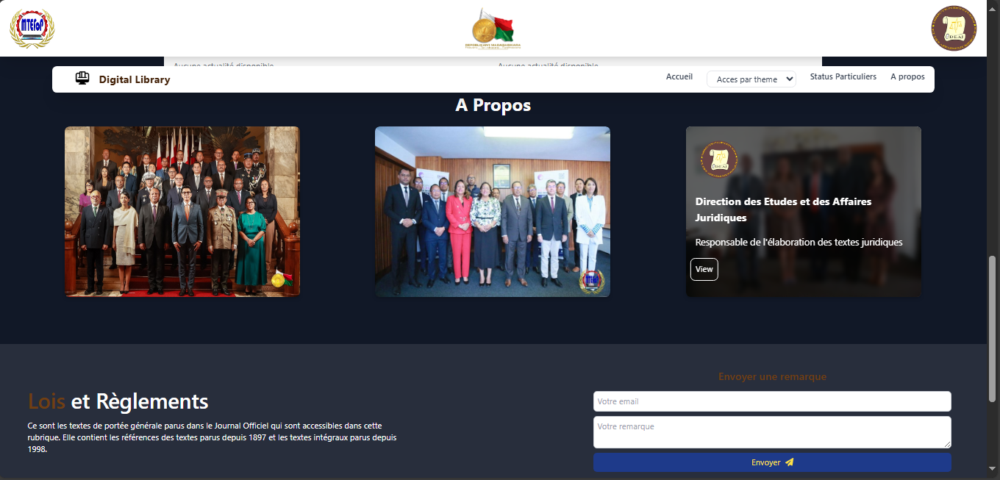 MTEFoP
REPOBLIKAN'I MADAGASIKARA
DEAJ
Aucune actualité disponible
Aucune actualité disponible
Digital Library
Accueil
Acces par theme
Status Particuliers
A propos
A Propos
DEAJ
Direction des Etudes et des Affaires
Juridiques
Responsable de l'élaboration des textes juridiques
View
Lois et Règlements
Ce sont les textes de portée générale parus dans le Journal Officiel qui sont accessibles dans cette
rubrique. Elle contient les références des textes parus depuis 1897 et les textes intégraux parus depuis
1998.
Envoyer une remarque
Votre email
Votre remarque
Envoyer